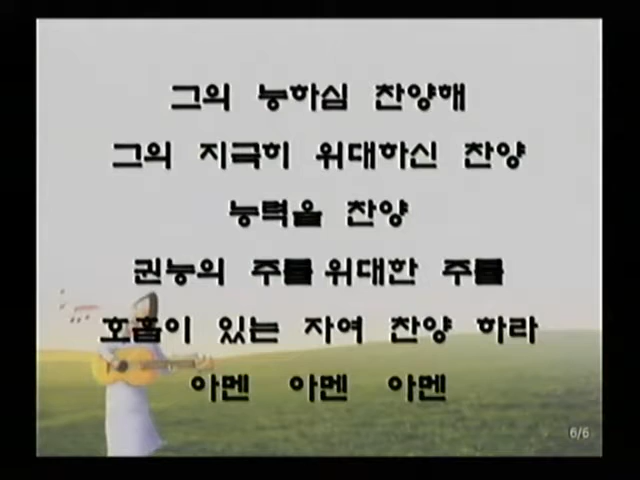 그의 능하심 찬양해
그의 지극히 위대하신 찬양
능력을 찬양
권능의 주를 위대한 주를
호흡이 있는 자여 찬양 하라
아멘 아멘 아멘
6/6